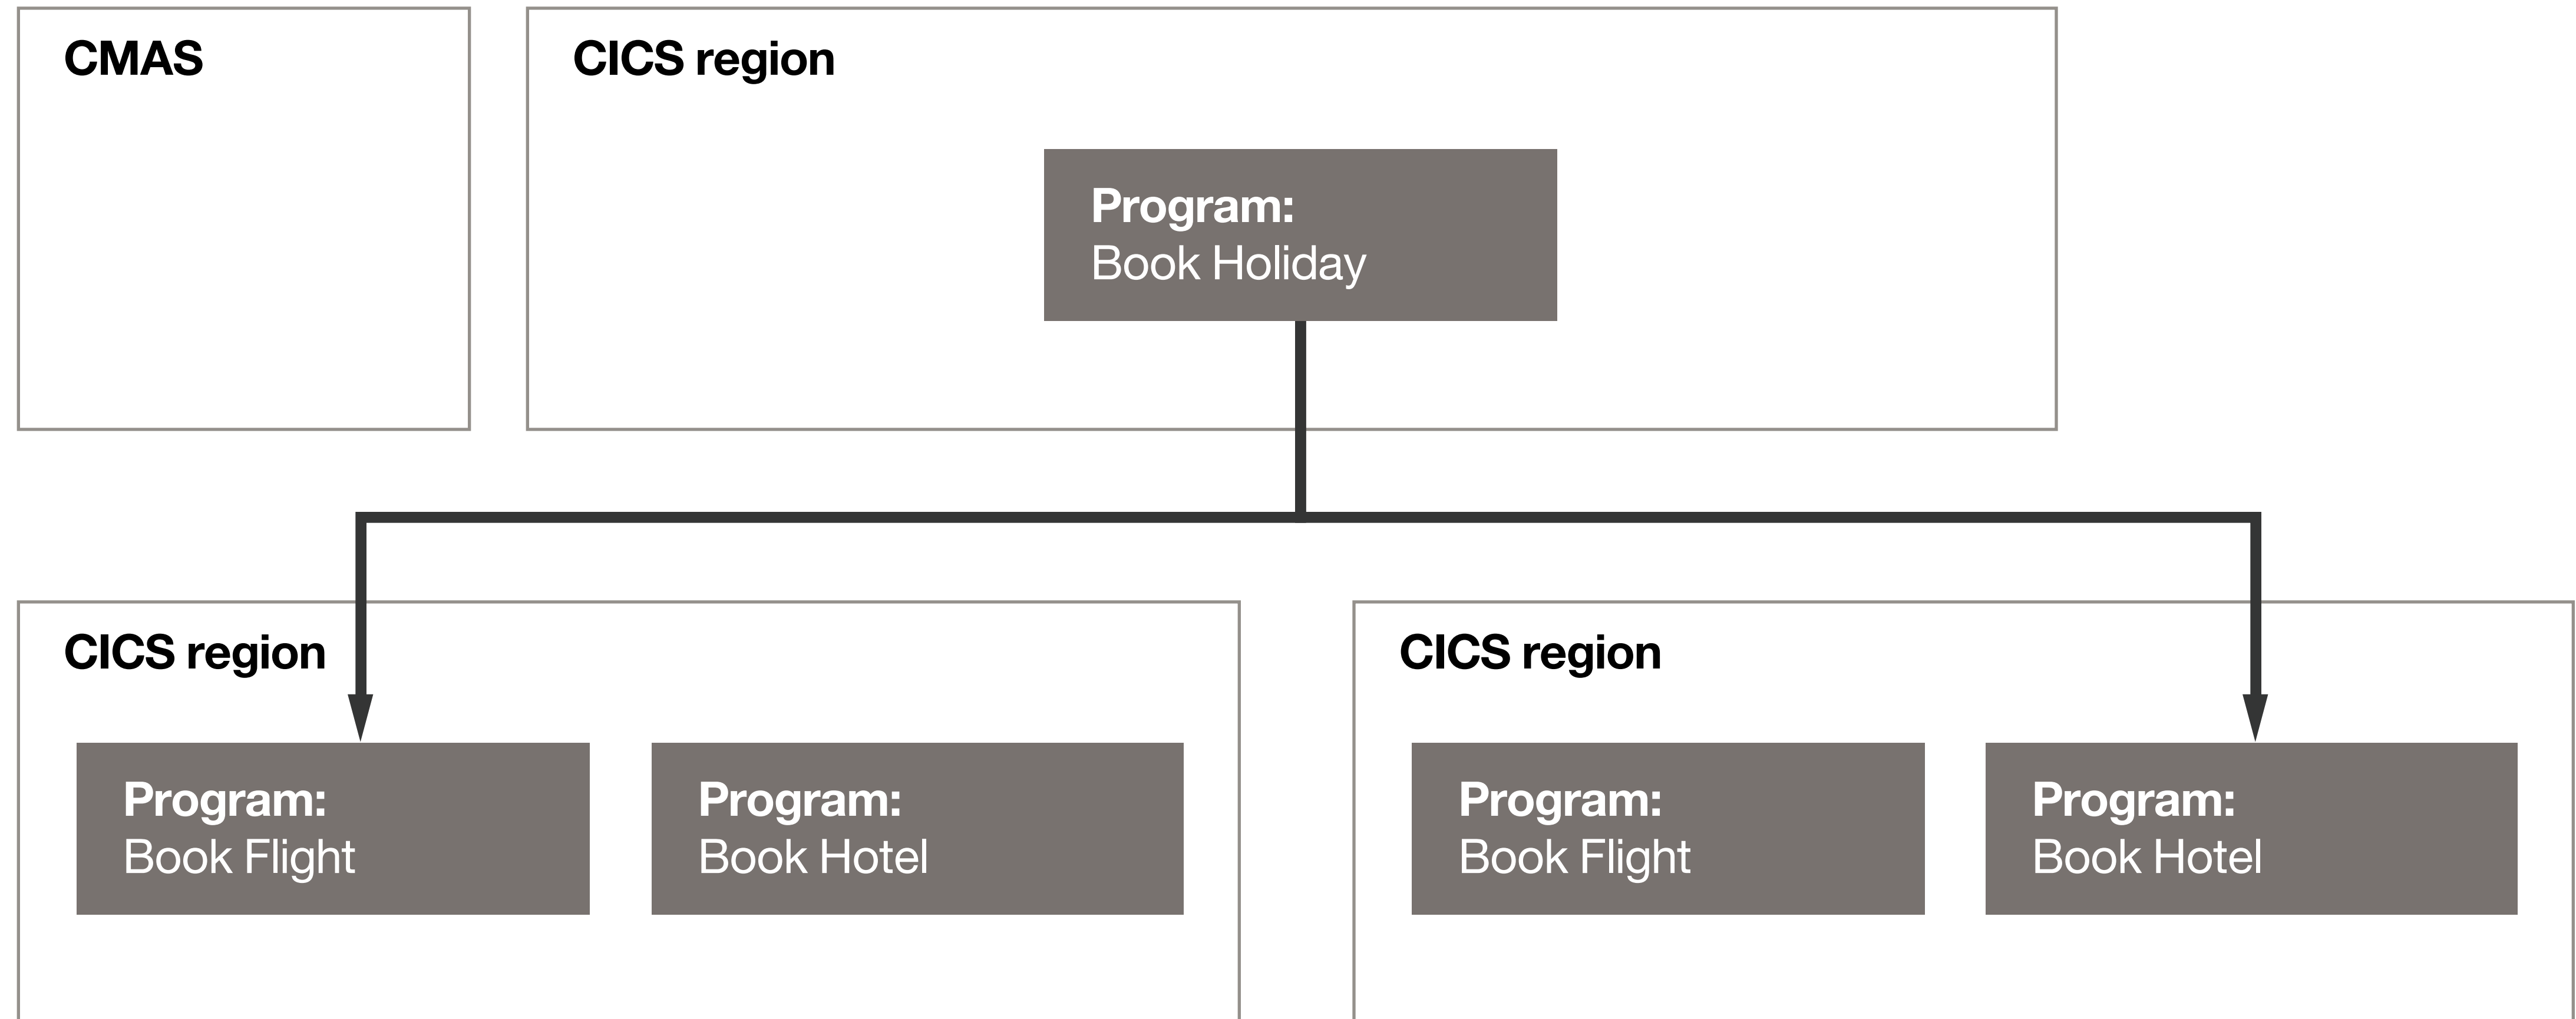 CMAS
CICS region
Program:
Book Holiday
CICS region
Program:
Book Flight
Program:
Book Hotel
CICS region
Program:
Book Flight
Program:
Book Hotel